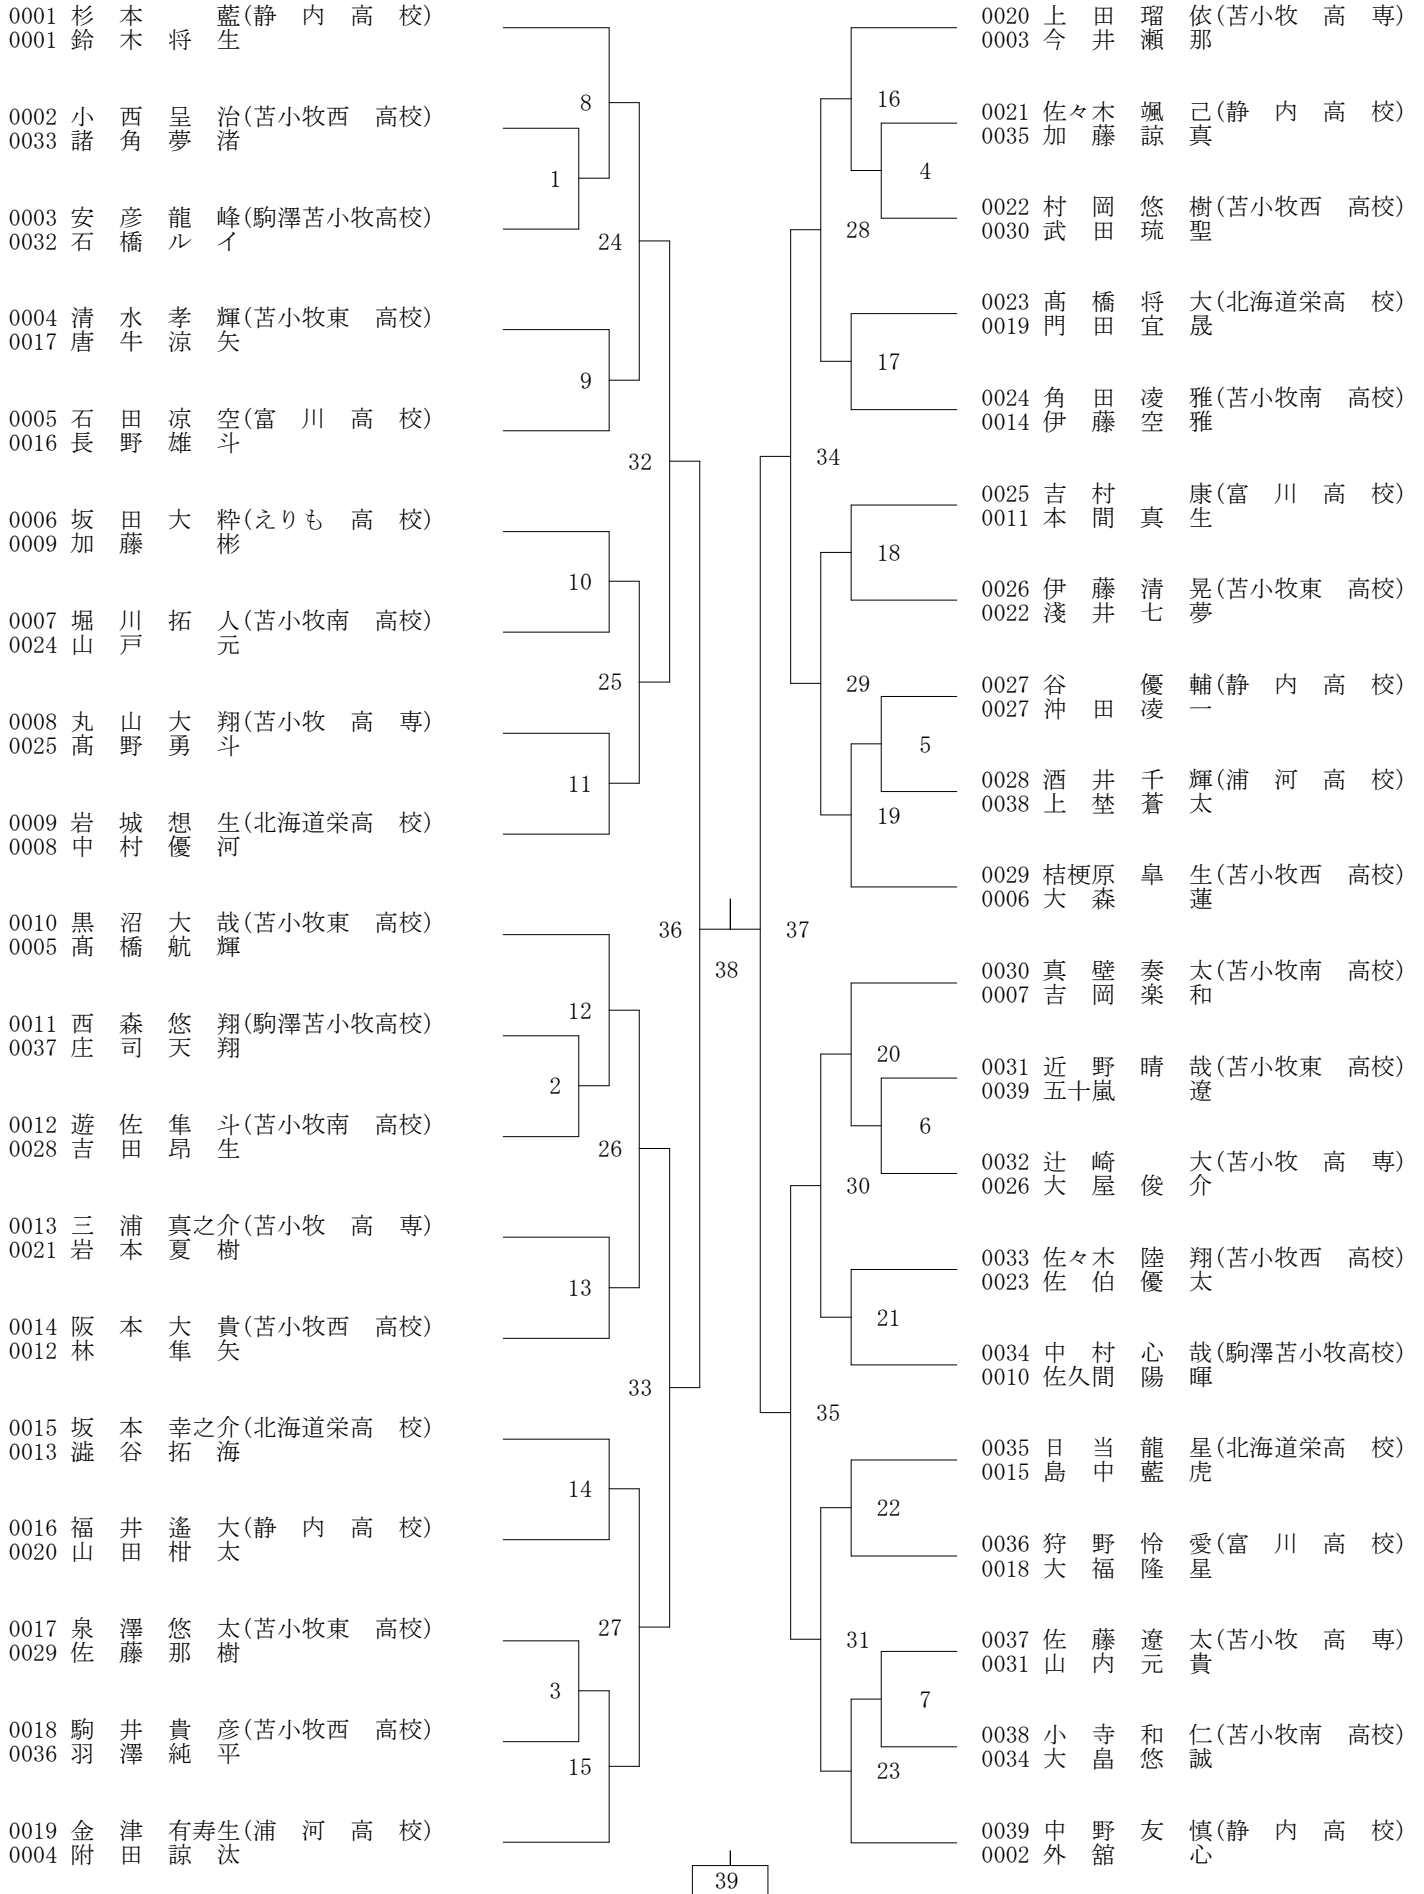 0001 杉 本 藍(静 内 高 校)
0001 鈴 木 将 生
0002 小 西 呈 治(苫小牧西 高校)
0033 諸 角 夢 渚
0003 安 彦 龍 峰(駒澤苫小牧高校)
0032 石 橋 ル イ
0004 清 水 孝 輝(苫小牧東 高校)
0017 唐 牛 涼 矢
0005 石 田 凉 空(富 川 高 校)
0016 長 野 雄 斗
0006 坂 田 大 粋(えりも 高 校)
0009 加 藤 彬
0007 堀 川 拓 人(苫小牧南 高校)
0024 山 戸 元
0008 丸 山 大 翔(苫小牧 高 専)
0025 髙 野 勇 斗
0009 岩 城 想 生(北海道栄高 校)
0008 中 村 優 河
0010 黒 沼 大 哉(苫小牧東 高校)
0005 髙 橋 航 輝
0011 西 森 悠 翔(駒澤苫小牧高校)
0037 庄 司 天 翔
0012 遊 佐 隼 斗(苫小牧南 高校)
0028 吉 田 昂 生
0013 三 浦 真之介(苫小牧 高 専)
0021 岩 本 夏 樹
0014 阪 本 大 貴(苫小牧西 高校)
0012 林 隼 矢
0015 坂 本 幸之介(北海道栄高 校)
0013 澁 谷 拓 海
0016 福 井 遙 大(静 内 高 校)
0020 山 田 柑 太
0017 泉 澤 悠 太(苫小牧東 高校)
0029 佐 藤 那 樹
0018 駒 井 貴 彦(苫小牧西 高校)
0036 羽 澤 純 平
0019 金 津 有寿生(浦 河 高 校)
0004 附 田 諒 汰
8
1
24
9
32
10
25
11
36
12
2
26
13
33
14
27
3
15
38
39
37
16
4
28
17
34
18
29
5
19
20
6
30
21
35
22
31
7
23
0020 上 田 瑠 依(苫小牧 高 専)
0003 今 井 瀬 那
0021 佐々木 颯 己(静 内 高 校)
0035 加 藤 諒 真
0022 村 岡 悠 樹(苫小牧西 高校)
0030 武 田 琉 聖
0023 髙 橋 将 大(北海道栄高 校)
0019 門 田 宜 晟
0024 角 田 凌 雅(苫小牧南 高校)
0014 伊 藤 空 雅
0025 吉 村 康(富 川 高 校)
0011 本 間 真 生
0026 伊 藤 清 晃(苫小牧東 高校)
0022 淺 井 七 夢
0027 谷 優 輔(静 内 高 校)
0027 沖 田 凌 一
0028 酒 井 千 輝(浦 河 高 校)
0038 上 埜 蒼 太
0029 桔梗原 皐 生(苫小牧西 高校)
0006 大 森 蓮
0030 真 壁 奏 太(苫小牧南 高校)
0007 吉 岡 楽 和
0031 近 野 晴 哉(苫小牧東 高校)
0039 五十嵐 遼
0032 辻 崎 大(苫小牧 高 専)
0026 大 屋 俊 介
0033 佐々木 陸 翔(苫小牧西 高校)
0023 佐 伯 優 太
0034 中 村 心 哉(駒澤苫小牧高校)
0010 佐久間 陽 暉
0035 日 当 龍 星(北海道栄高 校)
0015 島 中 藍 虎
0036 狩 野 怜 愛(富 川 高 校)
0018 大 福 隆 星
0037 佐 藤 遼 太(苫小牧 高 専)
0031 山 内 元 貴
0038 小 寺 和 仁(苫小牧南 高校)
0034 大 畠 悠 誠
0039 中 野 友 慎(静 内 高 校)
0002 外 舘 心